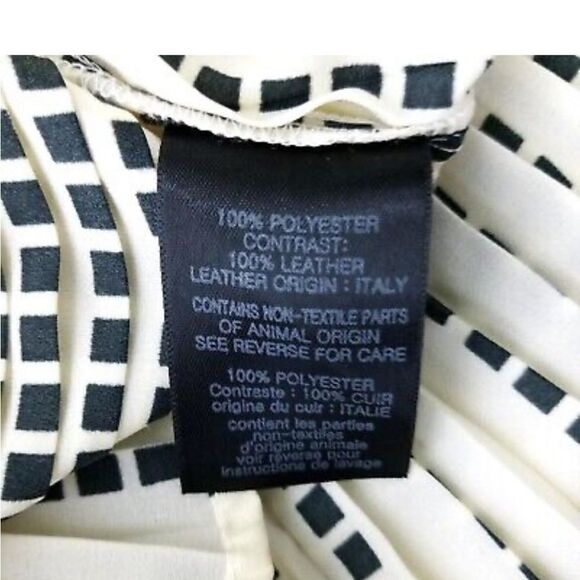 100% POLYESTER
CONTRAST:
100% LEATHER
LEATHER ORIGIN : ITALY
CONTAINS NON-TEXTILE PARTS
OF ANIMAL ORIGIN
SEE REVERSE FOR CARE
100% POLYESTER
Contraste : 100% CUIR
origine du cuir : ITALIE
contient les parties
non-textiles
d'origine animale
voir reverse pour
instructions de lavage